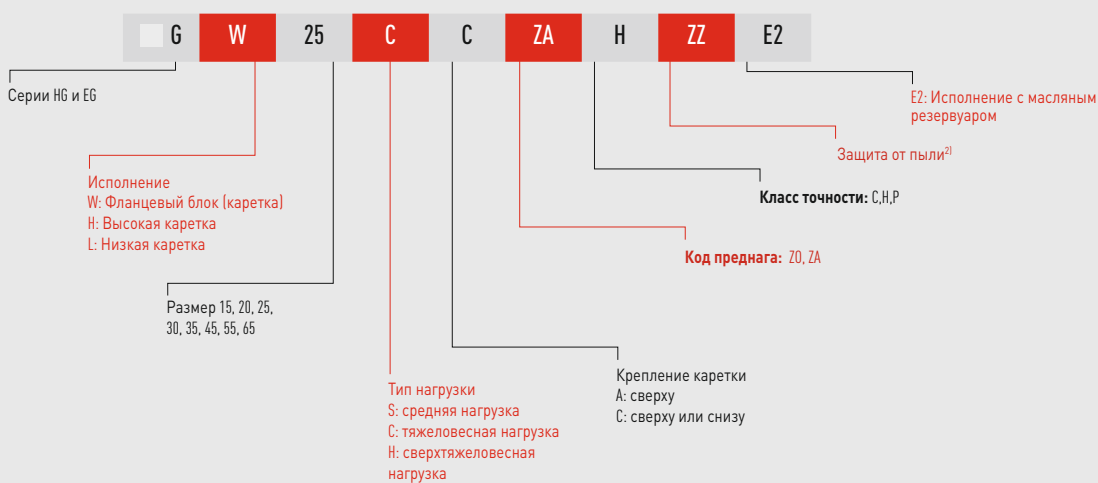 G W 25 C C ZA H ZZ E2
Серии HG и EG
E2: Исполнение с масляным
резервуаром
Защита от пыли²⁾
Исполнение
W: Фланцевый блок (каретка)
H: Высокая каретка
L: Низкая каретка
Класс точности: C,H,P
Код преднага: Z0, ZA
Размер 15, 20, 25,
30, 35, 45, 55, 65
Крепление каретки
A: сверху
C: сверху или снизу
Тип нагрузки
S: средняя нагрузка
C: тяжеловесная нагрузка
H: сверхтяжеловесная
нагрузка